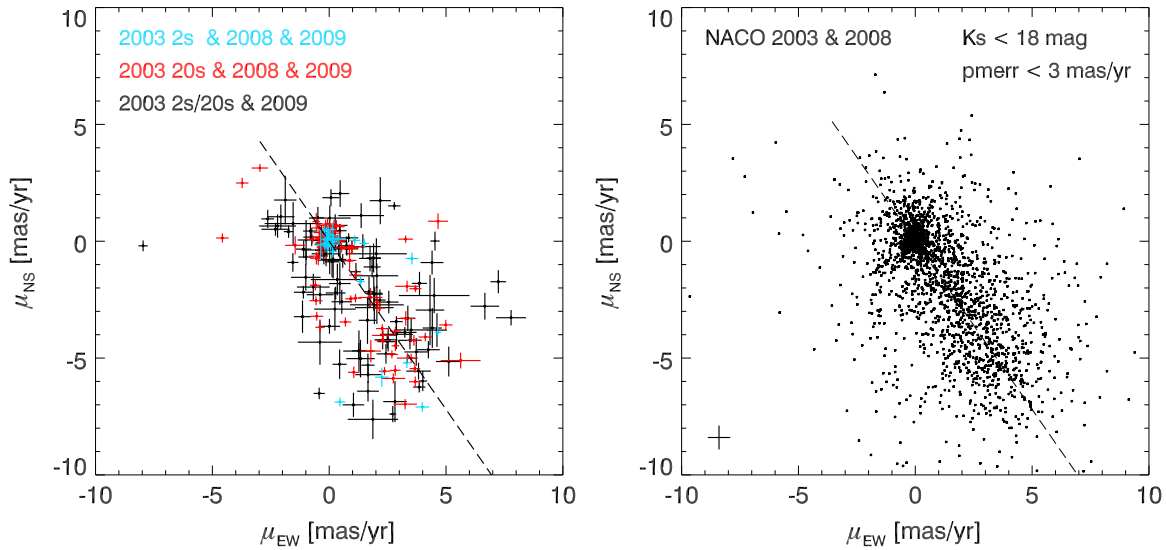 10
5
0
-5
-10
-10
-5
0
5
10
μNS [mas/yr]
μEW [mas/yr]
2003 2s & 2008 & 2009
2003 20s & 2008 & 2009
2003 2s/20s & 2009
10
5
0
-5
-10
-10
-5
0
5
10
μNS [mas/yr]
μEW [mas/yr]
NACO 2003 & 2008
Ks < 18 mag
pmerr < 3 mas/yr